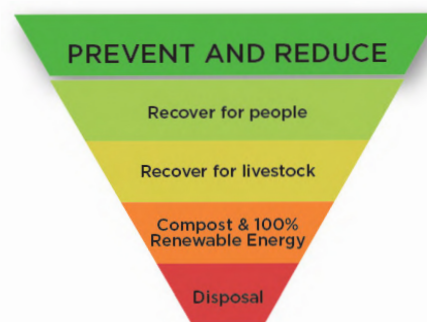 PREVENT AND REDUCE
Recover for people
Recover for livestock
Compost & 100%
Renewable Energy
Disposal